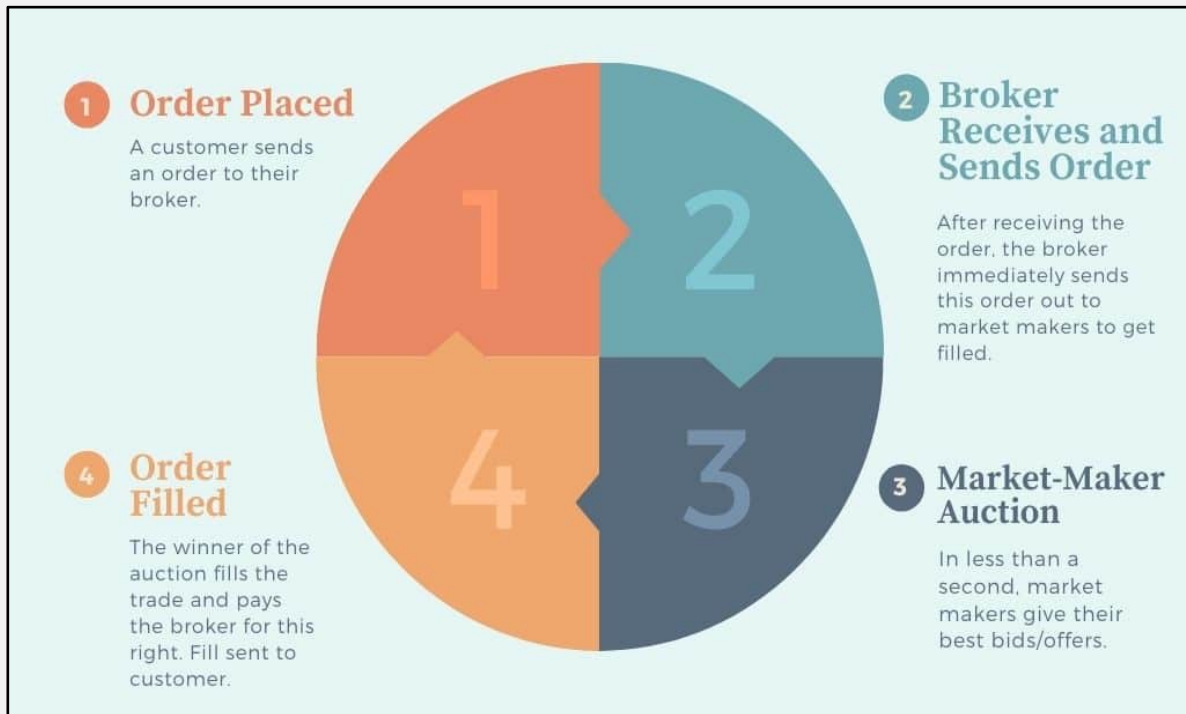 1
Order Placed
A customer sends
an order to their
broker.
2
Broker
Receives and
Sends Order
After receiving the
order, the broker
immediately sends
this order out to
market makers to get
filled.
1
2
4
3
3
Market-Maker
Auction
In less than a
second, market
makers give their
best bids/offers.
4
Order
Filled
The winner of the
auction fills the
trade and pays
the broker for this
right. Fill sent to
customer.